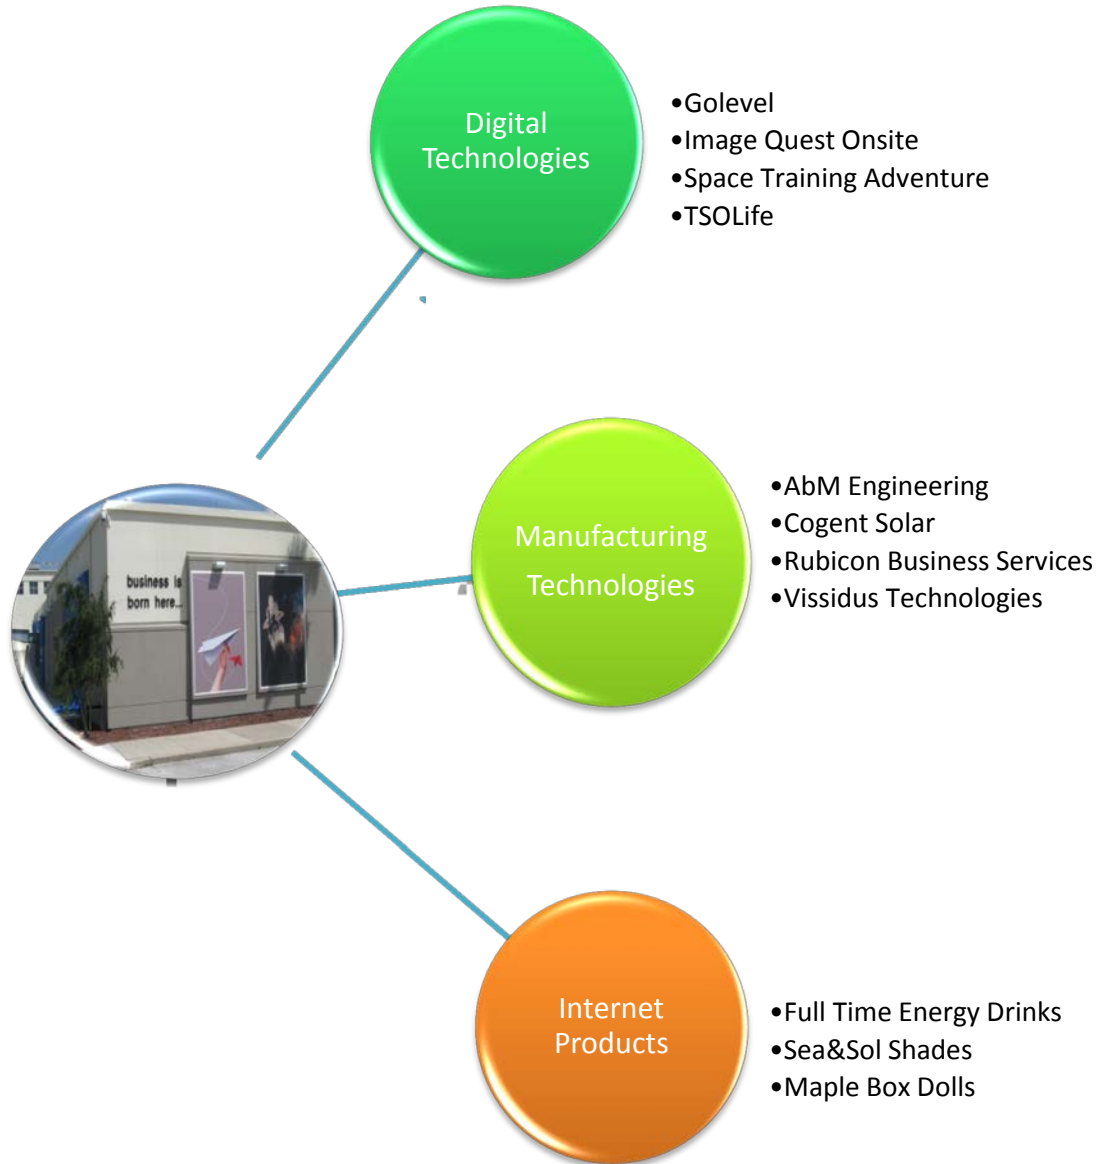 Digital
Technologies
•Golevel
•Image Quest Onsite
•Space Training Adventure
•TSOLife
business is
born here...
Manufacturing
Technologies
•AbM Engineering
•Cogent Solar
•Rubicon Business Services
•Vissidus Technologies
Internet
Products
•Full Time Energy Drinks
•Sea&Sol Shades
•Maple Box Dolls